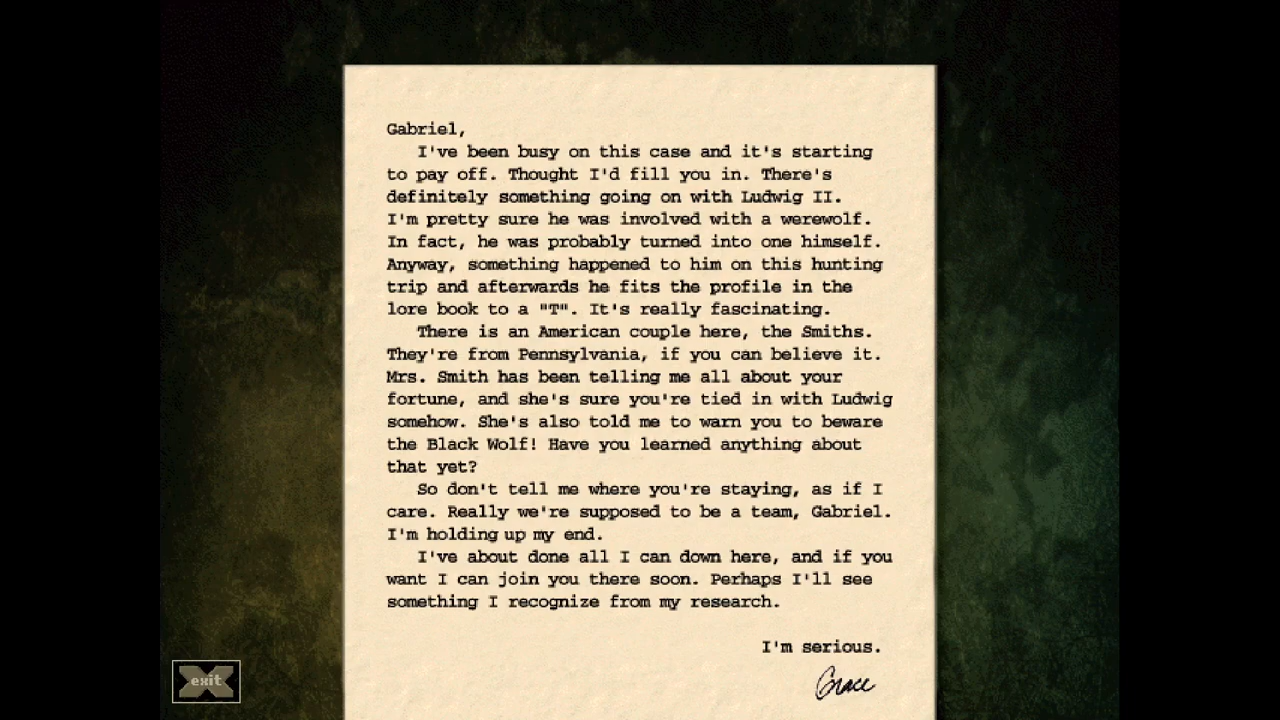 Gabriel,
I've been busy on this case and it's starting
to pay off. Thought I'd fill you in. There's
definitely something going on with Ludwig II.
I'm pretty sure he was involved with a werewolf.
In fact, he was probably turned into one himself.
Anyway, something happened to him on this hunting
trip and afterwards he fits the profile in the
lore book to a "T". It's really fascinating.
There is an American couple here, the Smiths.
They're from Pennsylvania, if you can believe it.
Mrs. Smith has been telling me all about your
fortune, and she's sure you're tied in with Ludwig
somehow. She's also told me to warn you to beware
the Black Wolf! Have you learned anything about
that yet?
So don't tell me where you're staying, as if I
care. Really we're supposed to be a team, Gabriel.
I'm holding up my end.
I've about done all I can down here, and if you
want I can join you there soon. Perhaps I'll see
something I recognize from my research.
I'm serious.
Grace
exit